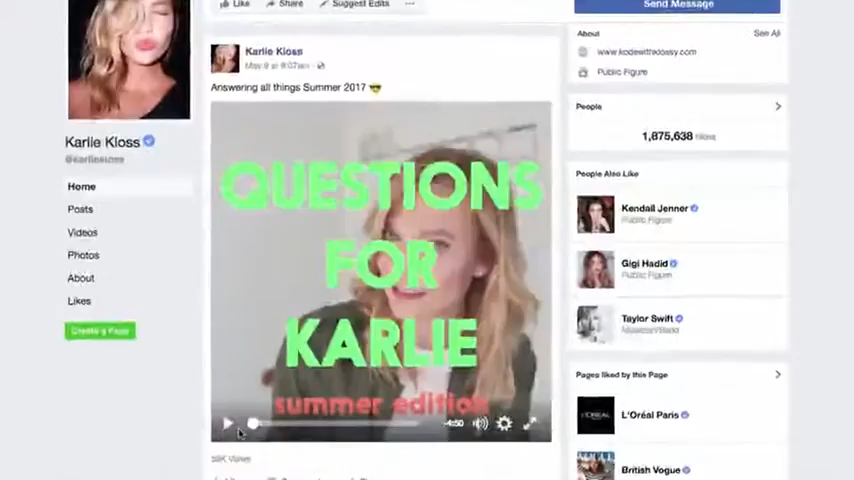 Like
Share
Suggest Edits
Send Message
Karlie Kloss
@karliekloss
Home
Posts
Videos
Photos
About
Likes
Create a Page
Karlie Kloss
May 9 at 9:07am
Answering all things Summer 2017 😎
QUESTIONS
FOR
KARLIE
summer edition
-4:50
Views
About
See All
www.kodewithklossy.com
Public Figure
People
1,875,638 likes
People Also Like
Kendall Jenner
Public Figure
Gigi Hadid
Public Figure
Taylor Swift
Musician/Band
Pages liked by this Page
L'Oréal Paris
British Vogue